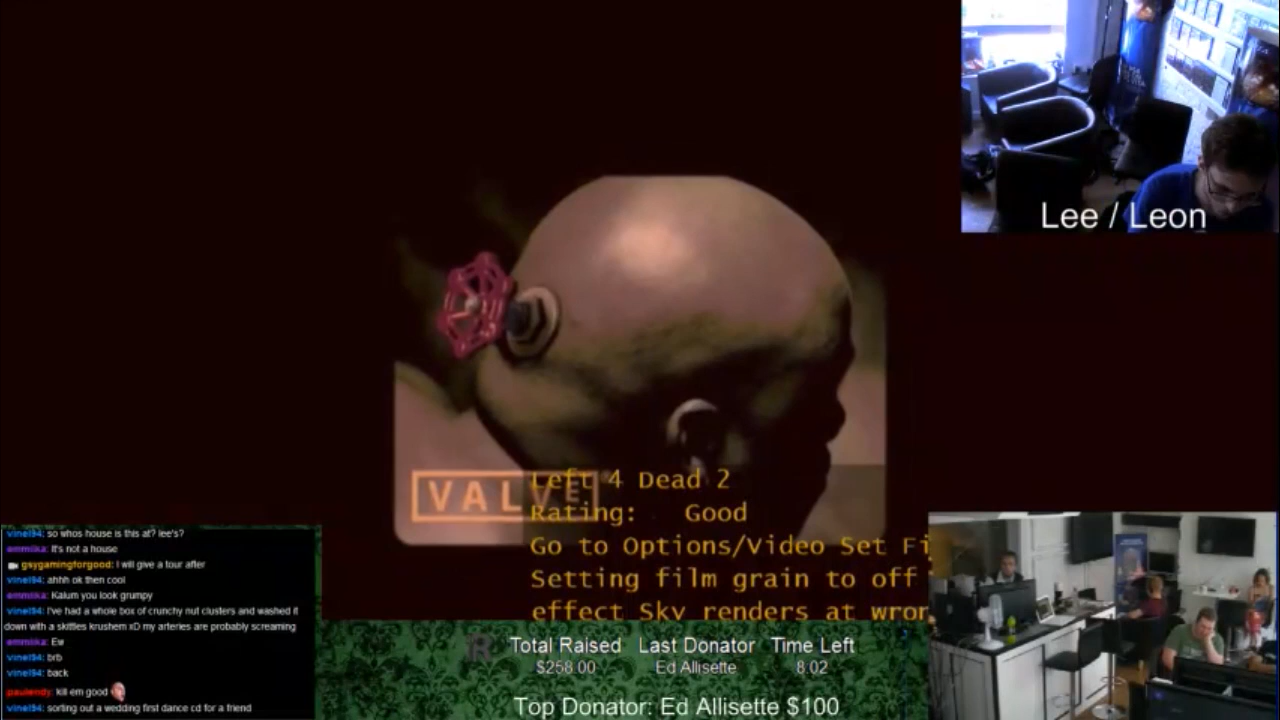 Lee / Leon
VALVE
Left 4 Dead 2
Rating: Good
Go to Options/Video Set Fi
Setting film grain to off
effect Sky renders at wron
vinel94: so whos house is this at? lee's?
emmiika: It's not a house
gsygamingforgood: I will give a tour after
vinel94: ahhh ok then cool
emmiika: Kalum you look grumpy
vinel94: I've had a whole box of crunchy nut clusters and washed it
down with a skittles krushem xD my arteries are probably screaming
emmiika: Ew
vinel94: brb
vinel94: back
paulendy: kill em good
vinel94: sorting out a wedding first dance cd for a friend
Total Raised Last Donator Time Left
$258.00 Ed Allisette 8:02
Top Donator: Ed Allisette $100